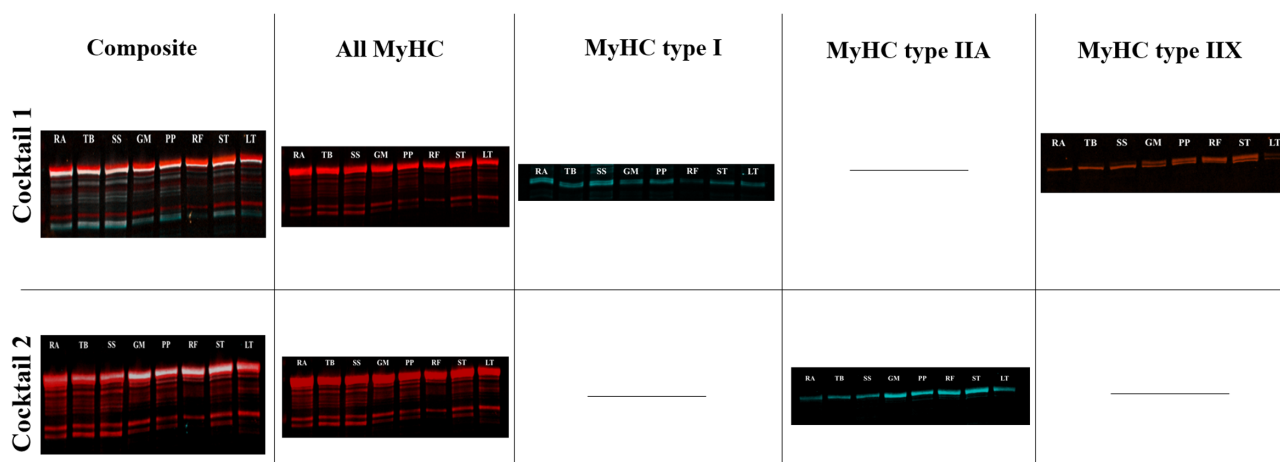 Composite All MyHC MyHC type I MyHC type IIA MyHC type IIX
Cocktail 1
RA TB SS GM PP RF ST LT
RA TB SS GM PP RF ST LT
RA TB SS GM PP RF ST LT
RA TB SS GM PP RF ST LT
Cocktail 2
RA TB SS GM PP RF ST LT
RA TB SS GM PP RF ST LT
RA TB SS GM PP RF ST LT